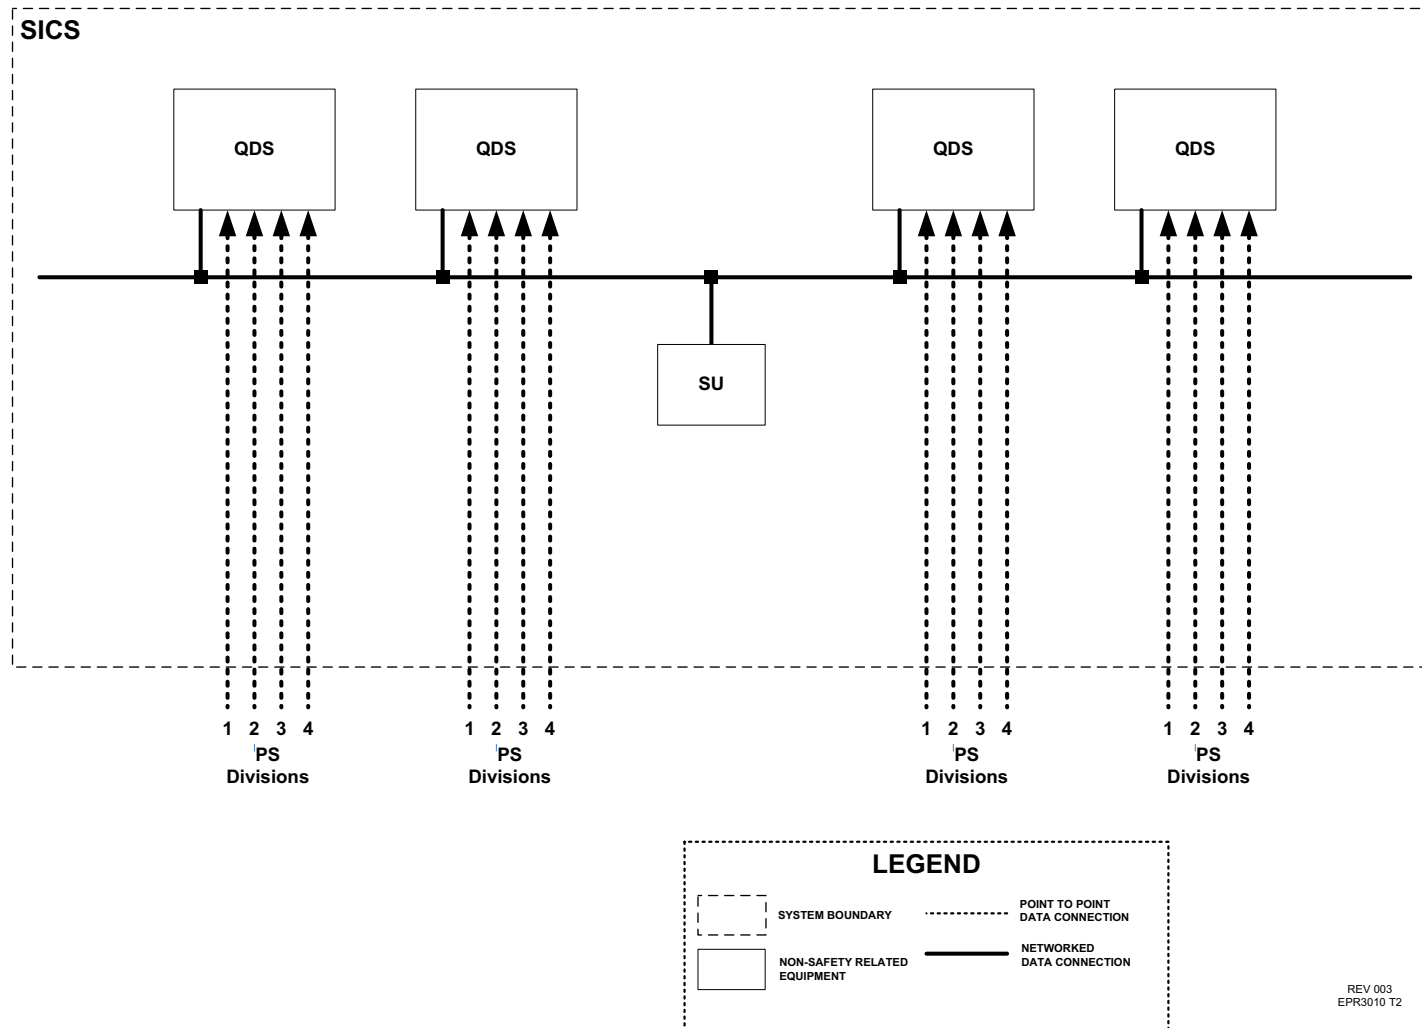 SICS
QDS QDS QDS QDS
SU
1 2 3 4 1 2 3 4 1 2 3 4 1 2 3 4
PS PS PS PS
Divisions Divisions Divisions Divisions
LEGEND
SYSTEM BOUNDARY
POINT TO POINT
DATA CONNECTION
NON-SAFETY RELATED
EQUIPMENT
NETWORKED
DATA CONNECTION
REV 003
EPR3010 T2